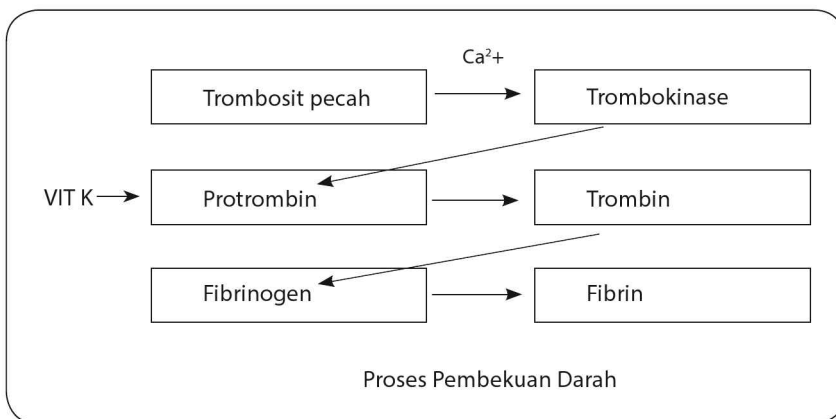 Ca²+
Trombosit pecah
Trombokinase
VIT K
Protrombin
Trombin
Fibrinogen
Fibrin
Proses Pembekuan Darah